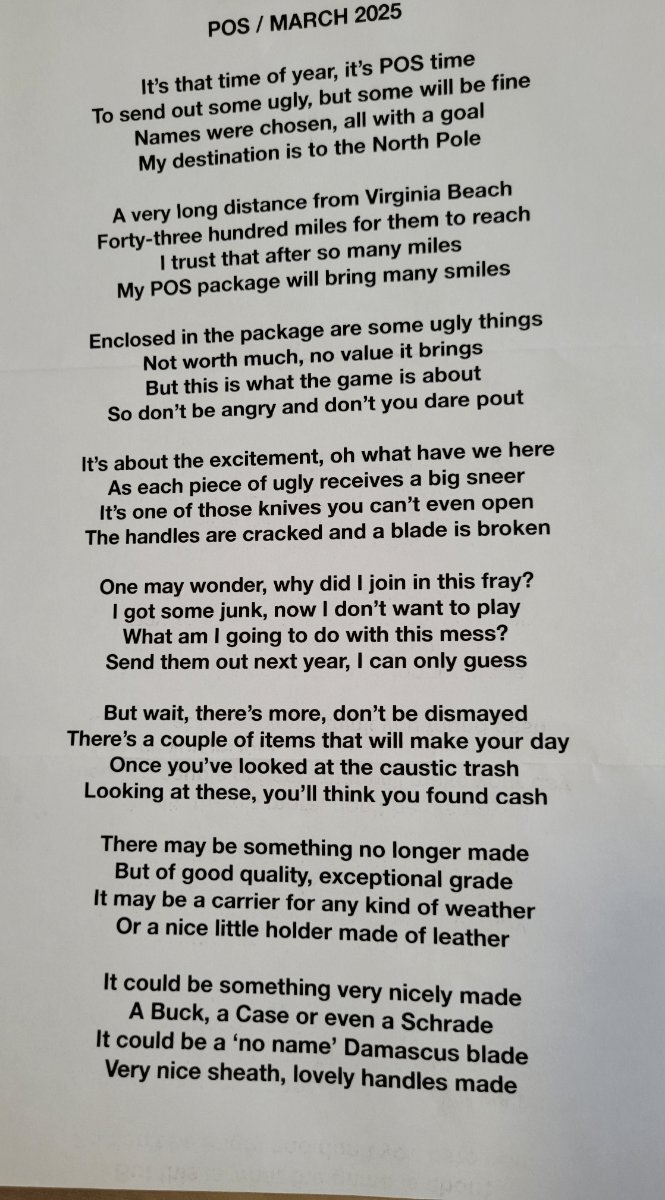 POS / MARCH 2025
It's that time of year, it's POS time
To send out some ugly, but some will be fine
Names were chosen, all with a goal
My destination is to the North Pole
A very long distance from Virginia Beach
Forty-three hundred miles for them to reach
I trust that after so many miles
My POS package will bring many smiles
Enclosed in the package are some ugly things
Not worth much, no value it brings
But this is what the game is about
So don't be angry and don't you dare pout
It's about the excitement, oh what have we here
As each piece of ugly receives a big sneer
It's one of those knives you can't even open
The handles are cracked and a blade is broken
One may wonder, why did I join in this fray?
I got some junk, now I don't want to play
What am I going to do with this mess?
Send them out next year, I can only guess
But wait, there's more, don't be dismayed
There's a couple of items that will make your day
Once you've looked at the caustic trash
Looking at these, you'll think you found cash
There may be something no longer made
But of good quality, exceptional grade
It may be a carrier for any kind of weather
Or a nice little holder made of leather
It could be something very nicely made
A Buck, a Case or even a Schrade
It could be a 'no name' Damascus blade
Very nice sheath, lovely handles made